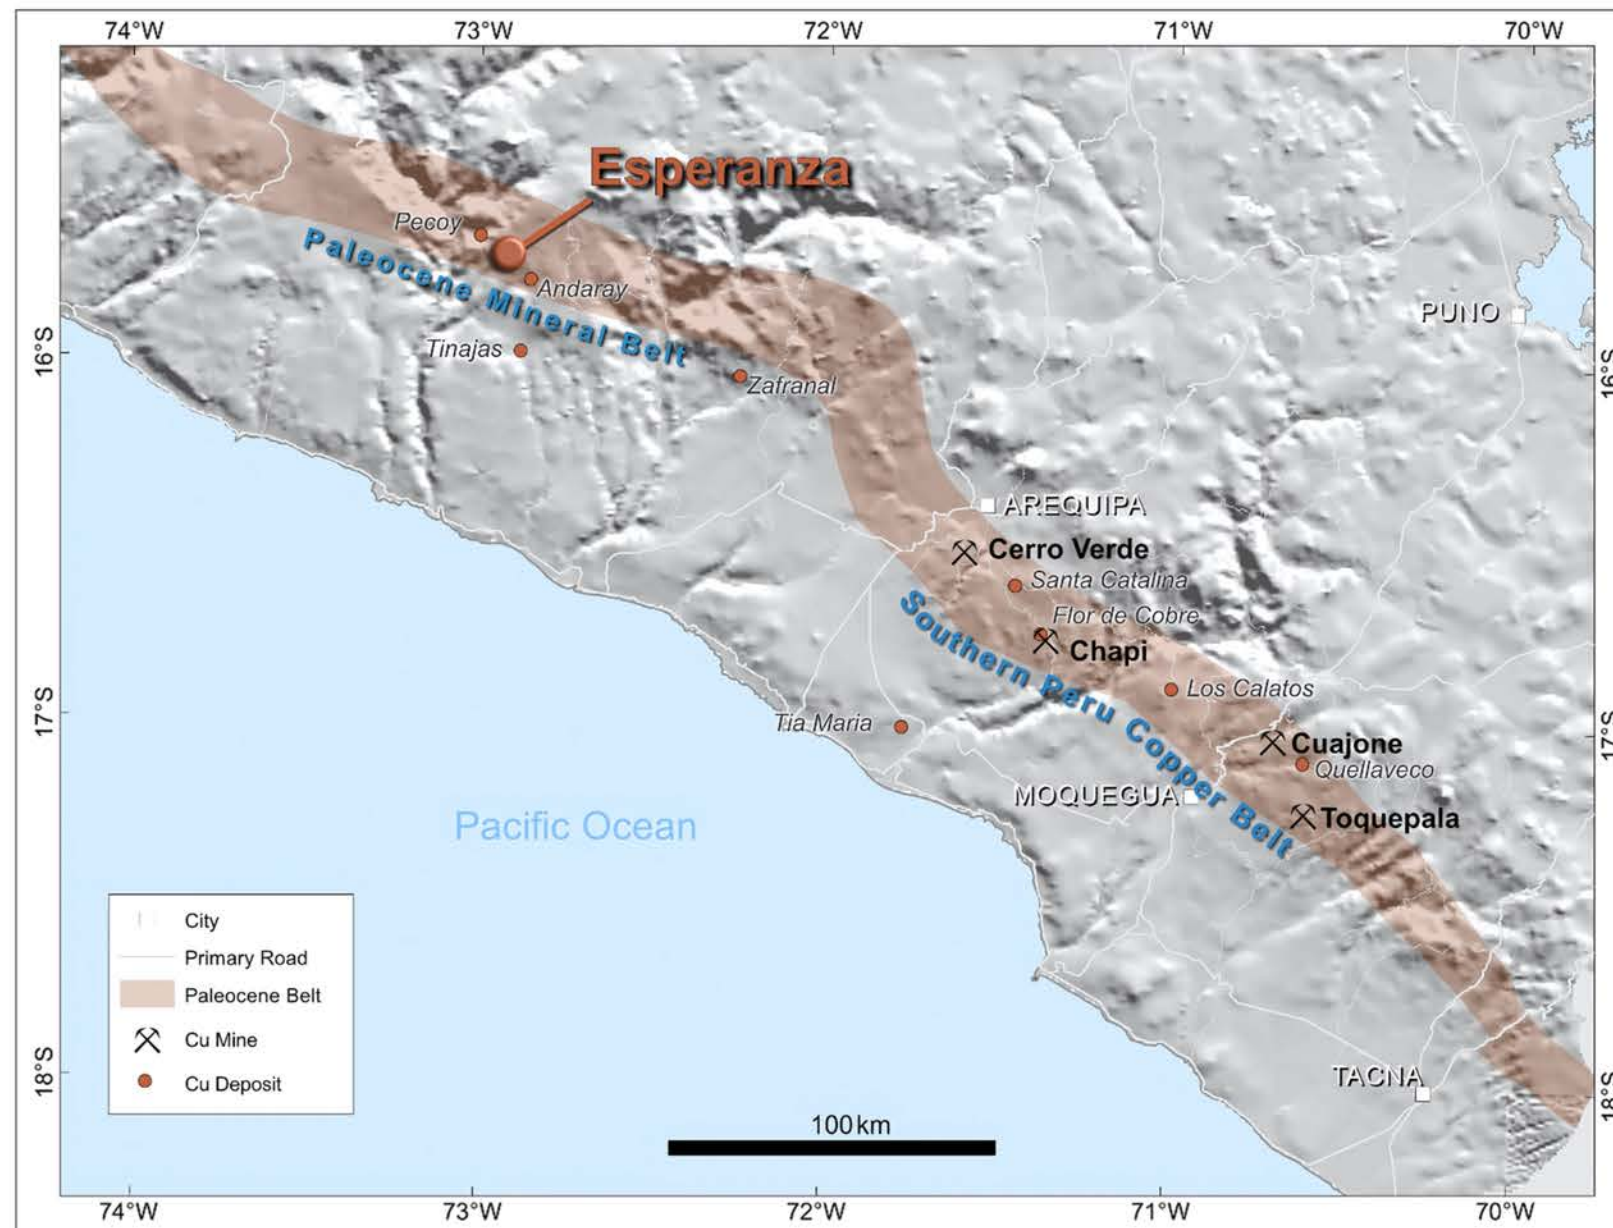 74°W 73°W 72°W 71°W 70°W
Esperanza
Pecoy
Paleocene Mineral Belt
Andaray
PUNO
16°S
16°S
Tinajas
Zafranal
AREQUIPA
Cerro Verde
Santa Catalina
Southern Peru Copper Belt
Flor de Cobre
Chapi
Los Calatos
17°S
17°S
Tia Maria
Cuajone
Quellaveco
MOQUEGUA
Toquepala
Pacific Ocean
City
Primary Road
Paleocene Belt
Cu Mine
Cu Deposit
18°S
18°S
TACNA
100km
74°W 73°W 72°W 71°W 70°W